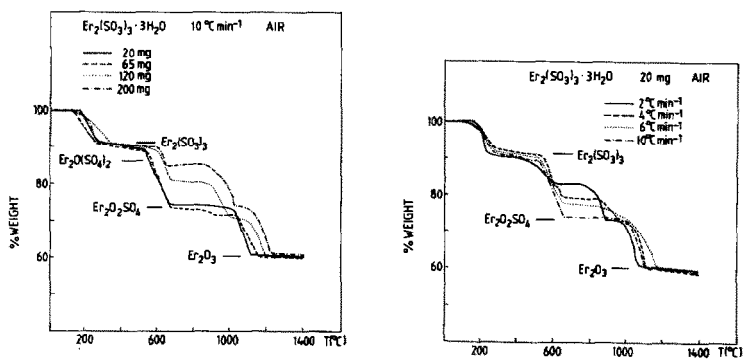 Er₂(SO₃)₃·3H₂O 10°C min⁻¹ AIR
20 mg
65 mg
120 mg
200 mg
100
80
60
% WEIGHT
Er₂(SO₃)₃
Er₂O(SO₄)₂
Er₂O₂SO₄
Er₂O₃
200 600 1000 1400 T(°C)
Er₂(SO₃)₃·3H₂O 20 mg AIR
2°C min⁻¹
4°C min⁻¹
6°C min⁻¹
10°C min⁻¹
100
80
60
% WEIGHT
Er₂(SO₃)₃
Er₂O₂SO₄
Er₂O₃
200 600 1000 1400 T(°C)